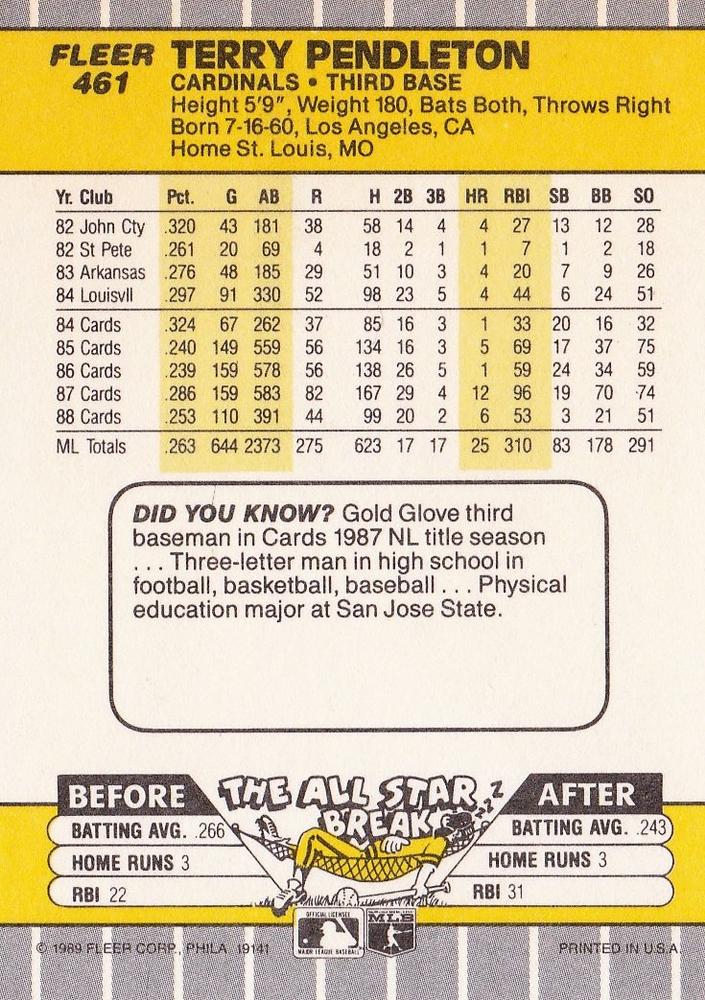 FLEER TERRY PENDLETON
461 CARDINALS • THIRD BASE
Height 5'9", Weight 180, Bats Both, Throws Right
Born 7-16-60, Los Angeles, CA
Home St. Louis, MO
Yr. Club Pct. G AB R H 2B 3B HR RBI SB BB SO
82 John Cty .320 43 181 38 58 14 4 4 27 13 12 28
82 St Pete .261 20 69 4 18 2 1 1 7 1 2 18
83 Arkansas .276 48 185 29 51 10 3 4 20 7 9 26
84 Louisvll .297 91 330 52 98 23 5 4 44 6 24 51
84 Cards .324 67 262 37 85 16 3 1 33 20 16 32
85 Cards .240 149 559 56 134 16 3 5 69 17 37 75
86 Cards .239 159 578 56 138 26 5 1 59 24 34 59
87 Cards .286 159 583 82 167 29 4 12 96 19 70 74
88 Cards .253 110 391 44 99 20 2 6 53 3 21 51
ML Totals .263 644 2373 275 623 17 17 25 310 83 178 291
DID YOU KNOW? Gold Glove third
baseman in Cards 1987 NL title season
. . . Three-letter man in high school in
football, basketball, baseball . . . Physical
education major at San Jose State.
BEFORE THE ALL STAR BREAK ZZZ AFTER
BATTING AVG. .266 BATTING AVG. .243
HOME RUNS 3 HOME RUNS 3
RBI 22 RBI 31
OFFICIAL LICENSEE
MAJOR LEAGUE BASEBALL
MLB
© 1989 FLEER CORP., PHILA. 19141 PRINTED IN U.S.A.